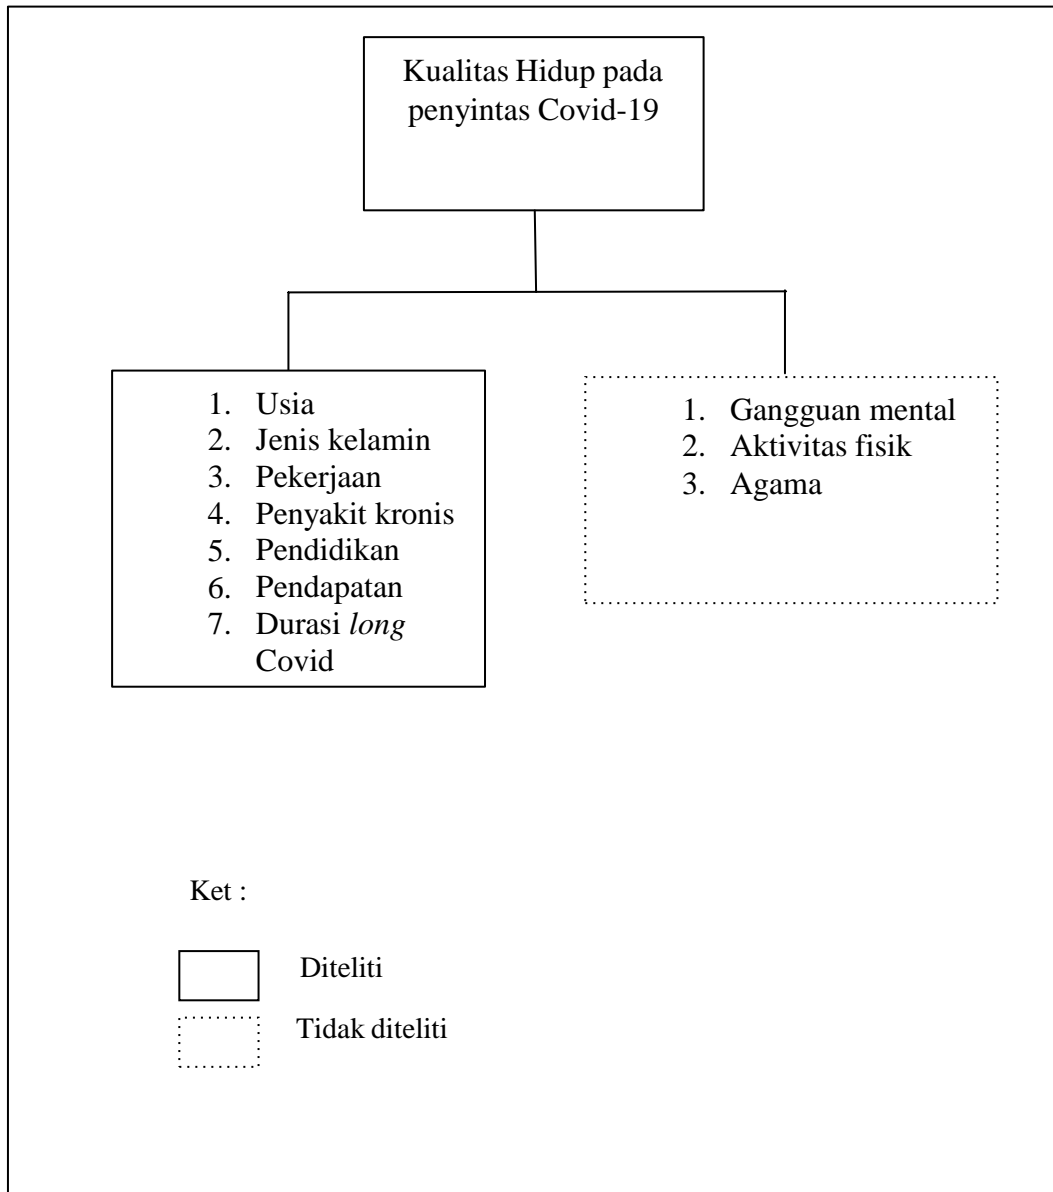 Kualitas Hidup pada
penyintas Covid-19
1. Usia
2. Jenis kelamin
3. Pekerjaan
4. Penyakit kronis
5. Pendidikan
6. Pendapatan
7. Durasi long
Covid
1. Gangguan mental
2. Aktivitas fisik
3. Agama
Ket :
Diteliti
Tidak diteliti